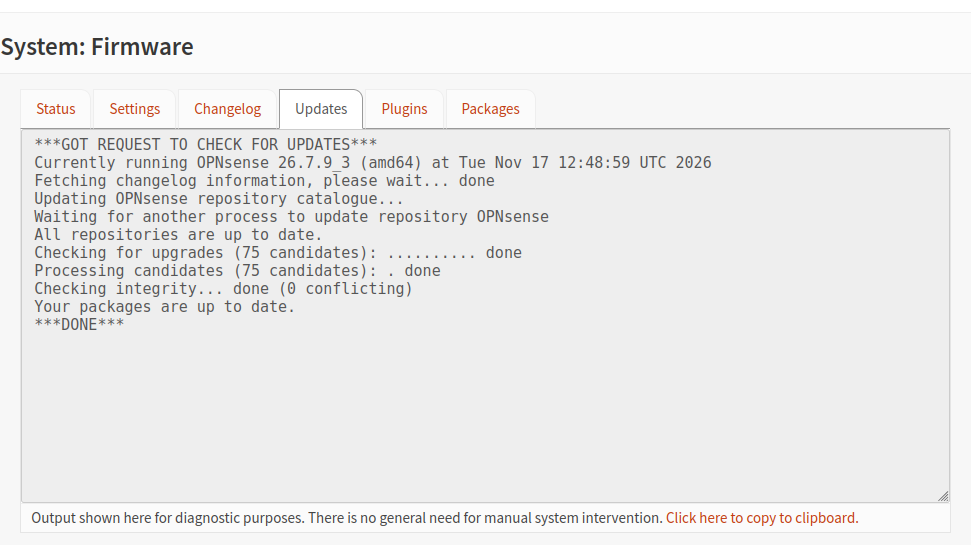 System: Firmware
Status Settings Changelog Updates Plugins Packages
***GOT REQUEST TO CHECK FOR UPDATES***
Currently running OPNsense 26.7.9_3 (amd64) at Tue Nov 17 12:48:59 UTC 2026
Fetching changelog information, please wait... done
Updating OPNsense repository catalogue...
Waiting for another process to update repository OPNsense
All repositories are up to date.
Checking for upgrades (75 candidates): .......... done
Processing candidates (75 candidates): . done
Checking integrity... done (0 conflicting)
Your packages are up to date.
***DONE***
Output shown here for diagnostic purposes. There is no general need for manual system intervention. Click here to copy to clipboard.